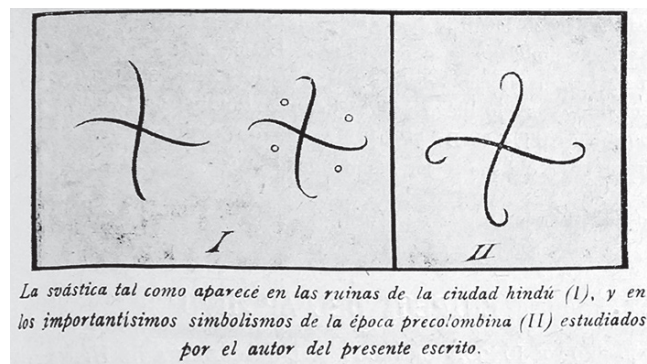 I
II
La svástica tal como aparece en las ruinas de la ciudad hindú (I), y en
los importantísimos simbolismos de la época precolombina (II) estudiados
por el autor del presente escrito.